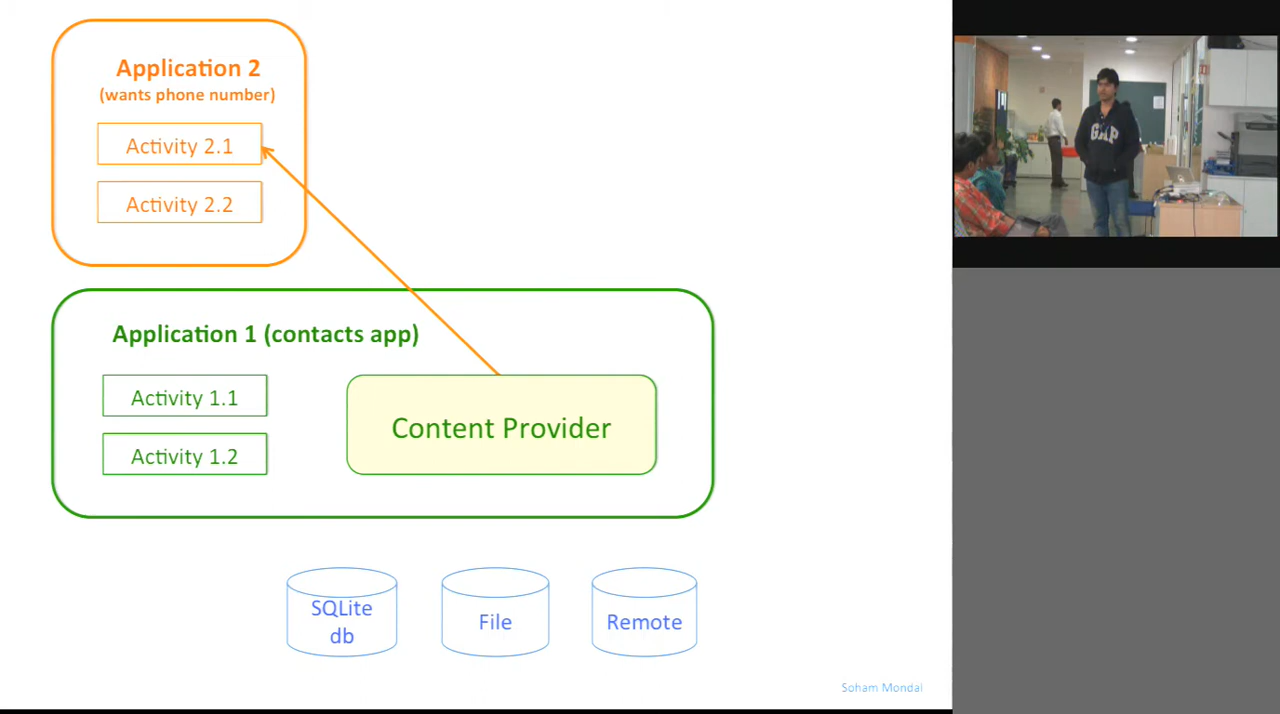 Application 2
(wants phone number)
Activity 2.1
Activity 2.2
Application 1 (contacts app)
Activity 1.1
Content Provider
Activity 1.2
SQLite
db
File
Remote
Soham Mondal
GAP